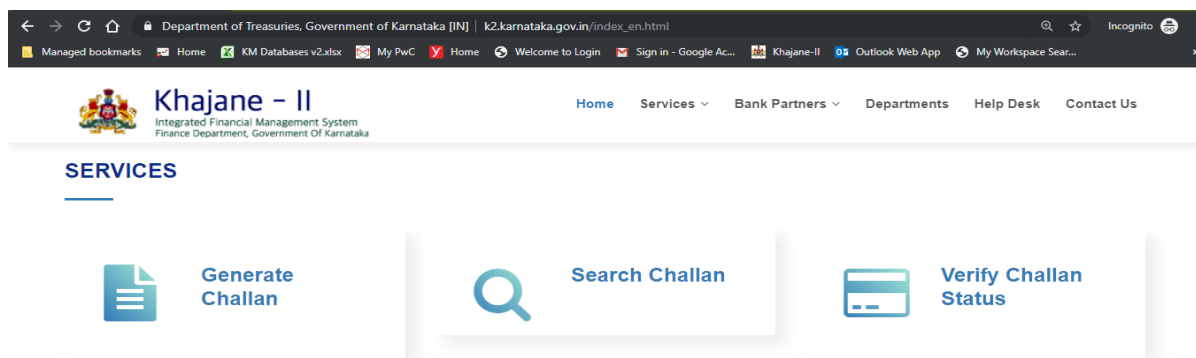 Department of Treasuries, Government of Karnataka [IN] | k2.karnataka.gov.in/index_en.html Incognito
Managed bookmarks Home KM Databases v2.xlsx My PwC Home Welcome to Login Sign in - Google Ac... Khajane-II Outlook Web App My Workspace Sear...
Khajane - II
Integrated Financial Management System
Finance Department, Government Of Karnataka
Home Services Bank Partners Departments Help Desk Contact Us
SERVICES
Generate
Challan
Search Challan
Verify Challan
Status